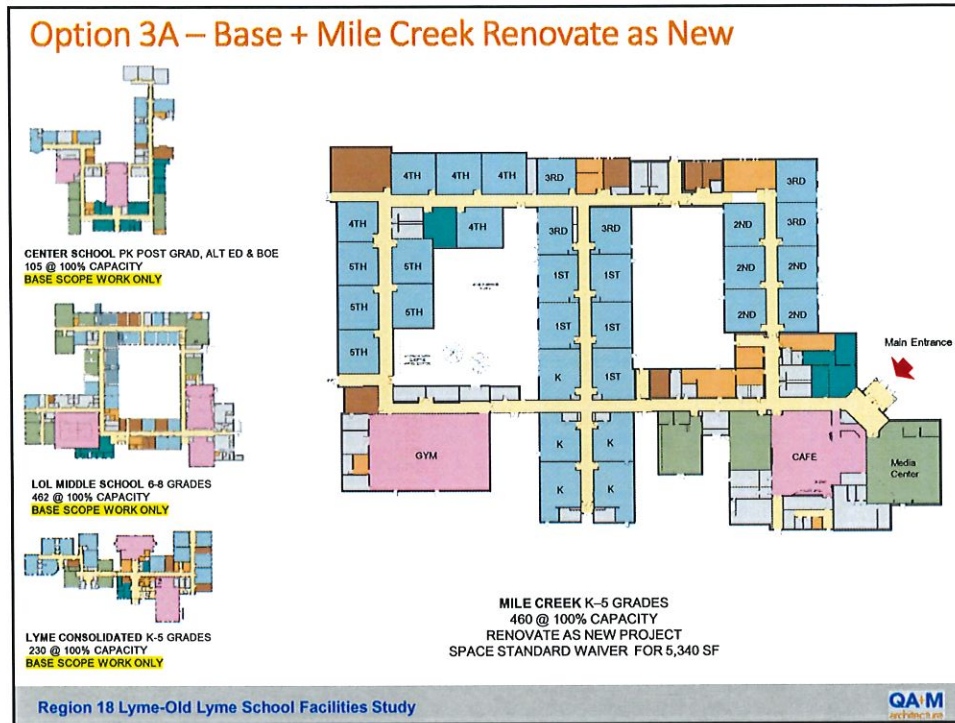 Option 3A – Base + Mile Creek Renovate as New
CENTER SCHOOL PK POST GRAD, ALT ED & BOE
105 @ 100% CAPACITY
BASE SCOPE WORK ONLY
LOL MIDDLE SCHOOL 6-8 GRADES
462 @ 100% CAPACITY
BASE SCOPE WORK ONLY
LYME CONSOLIDATED K-5 GRADES
230 @ 100% CAPACITY
BASE SCOPE WORK ONLY
4TH 4TH 4TH 3RD 3RD
4TH 4TH 3RD 3RD 2ND 3RD
5TH 5TH 1ST 1ST 2ND 2ND
5TH 5TH 1ST 1ST 2ND 2ND
5TH K 1ST
Main Entrance
GYM K K CAFE Media
Center
K K
MILE CREEK K–5 GRADES
460 @ 100% CAPACITY
RENOVATE AS NEW PROJECT
SPACE STANDARD WAIVER FOR 5,340 SF
Region 18 Lyme-Old Lyme School Facilities Study
QA+M
architecture